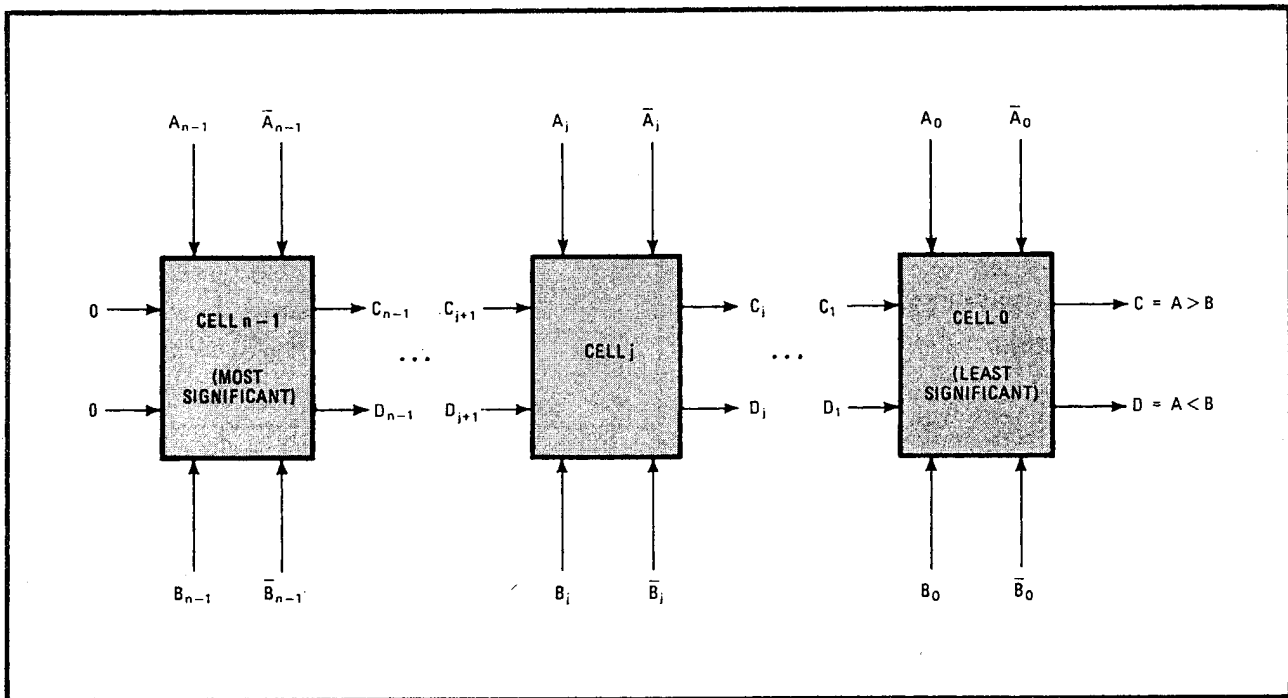 A_{n-1} Ā_{n-1} A_j Ā_j A_0 Ā_0
0 C_{n-1} C_{j+1} C_j C_1 C = A > B
CELL n-1 CELL 0
... CELL j ...
(MOST (LEAST
SIGNIFICANT) SIGNIFICANT)
0 D_{n-1} D_{j+1} D_j D_1 D = A < B
B_{n-1} B̄_{n-1} B_j B̄_j B_0 B̄_0